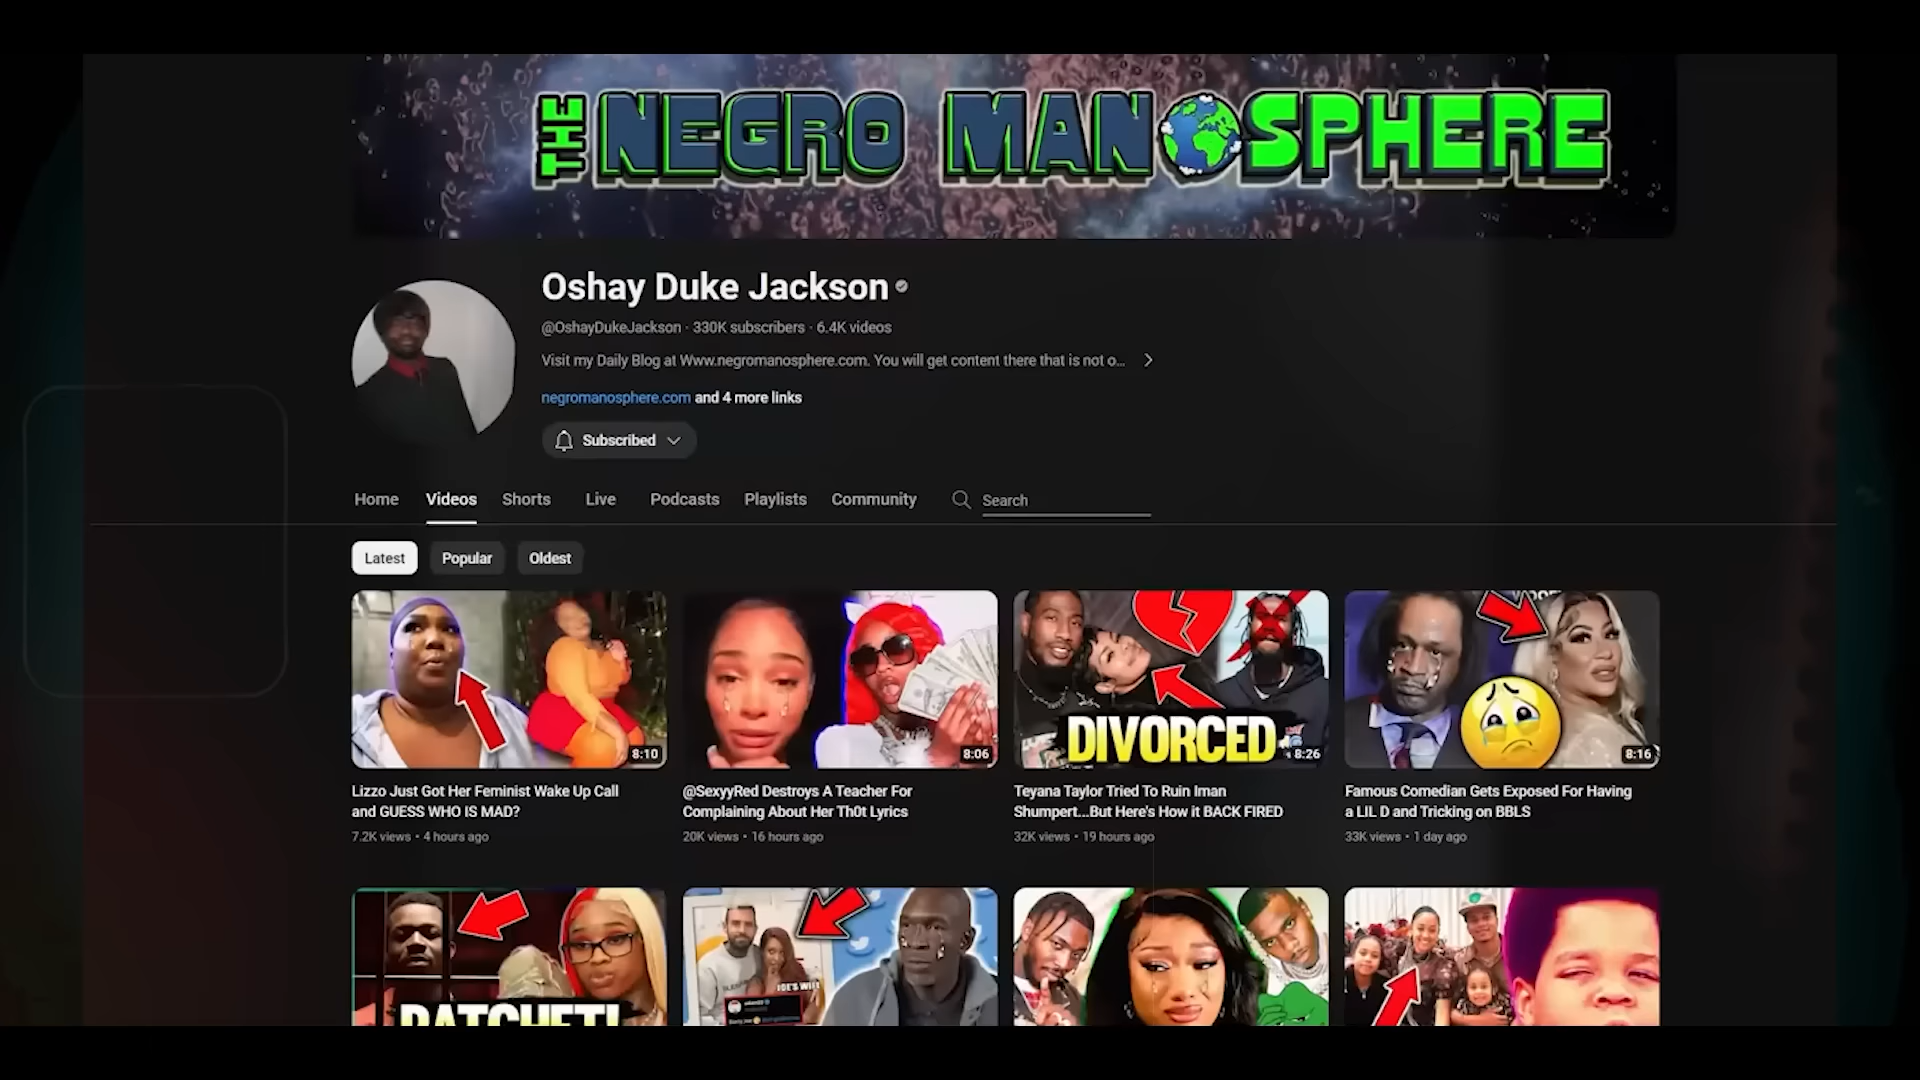 THE NEGRO MANOSPHERE
Oshay Duke Jackson
@OshayDukeJackson · 330K subscribers · 6.4K videos
Visit my Daily Blog at Www.negromanosphere.com. You will get content there that is not o...
negromanosphere.com and 4 more links
Subscribed
Home Videos Shorts Live Podcasts Playlists Community Search
Latest Popular Oldest
DIVORCED
8:10 8:06 8:26 8:16
Lizzo Just Got Her Feminist Wake Up Call
and GUESS WHO IS MAD?
7.2K views • 4 hours ago
@SexyyRed Destroys A Teacher For
Complaining About Her Th0t Lyrics
20K views • 16 hours ago
Teyana Taylor Tried To Ruin Iman
Shumpert...But Here's How it BACK FIRED
32K views • 19 hours ago
Famous Comedian Gets Exposed For Having
a LIL D and Tricking on BBLS
33K views • 1 day ago
RATCHET!